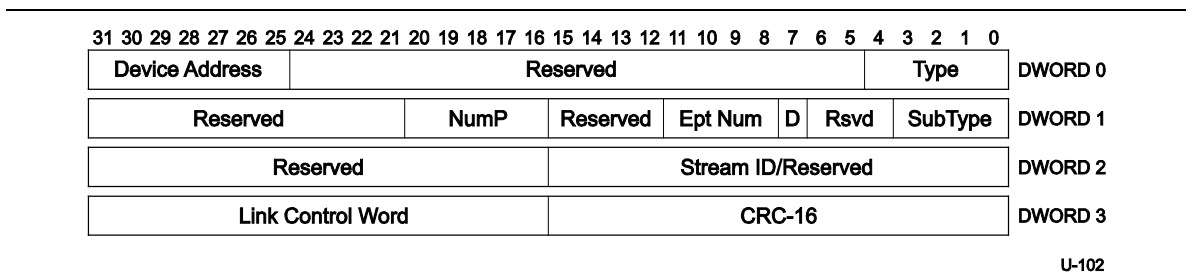 31 30 29 28 27 26 25 24 23 22 21 20 19 18 17 16 15 14 13 12 11 10 9 8 7 6 5 4 3 2 1 0
Device Address Reserved Type DWORD 0
Reserved NumP Reserved Ept Num D Rsvd SubType DWORD 1
Reserved Stream ID/Reserved DWORD 2
Link Control Word CRC-16 DWORD 3
U-102